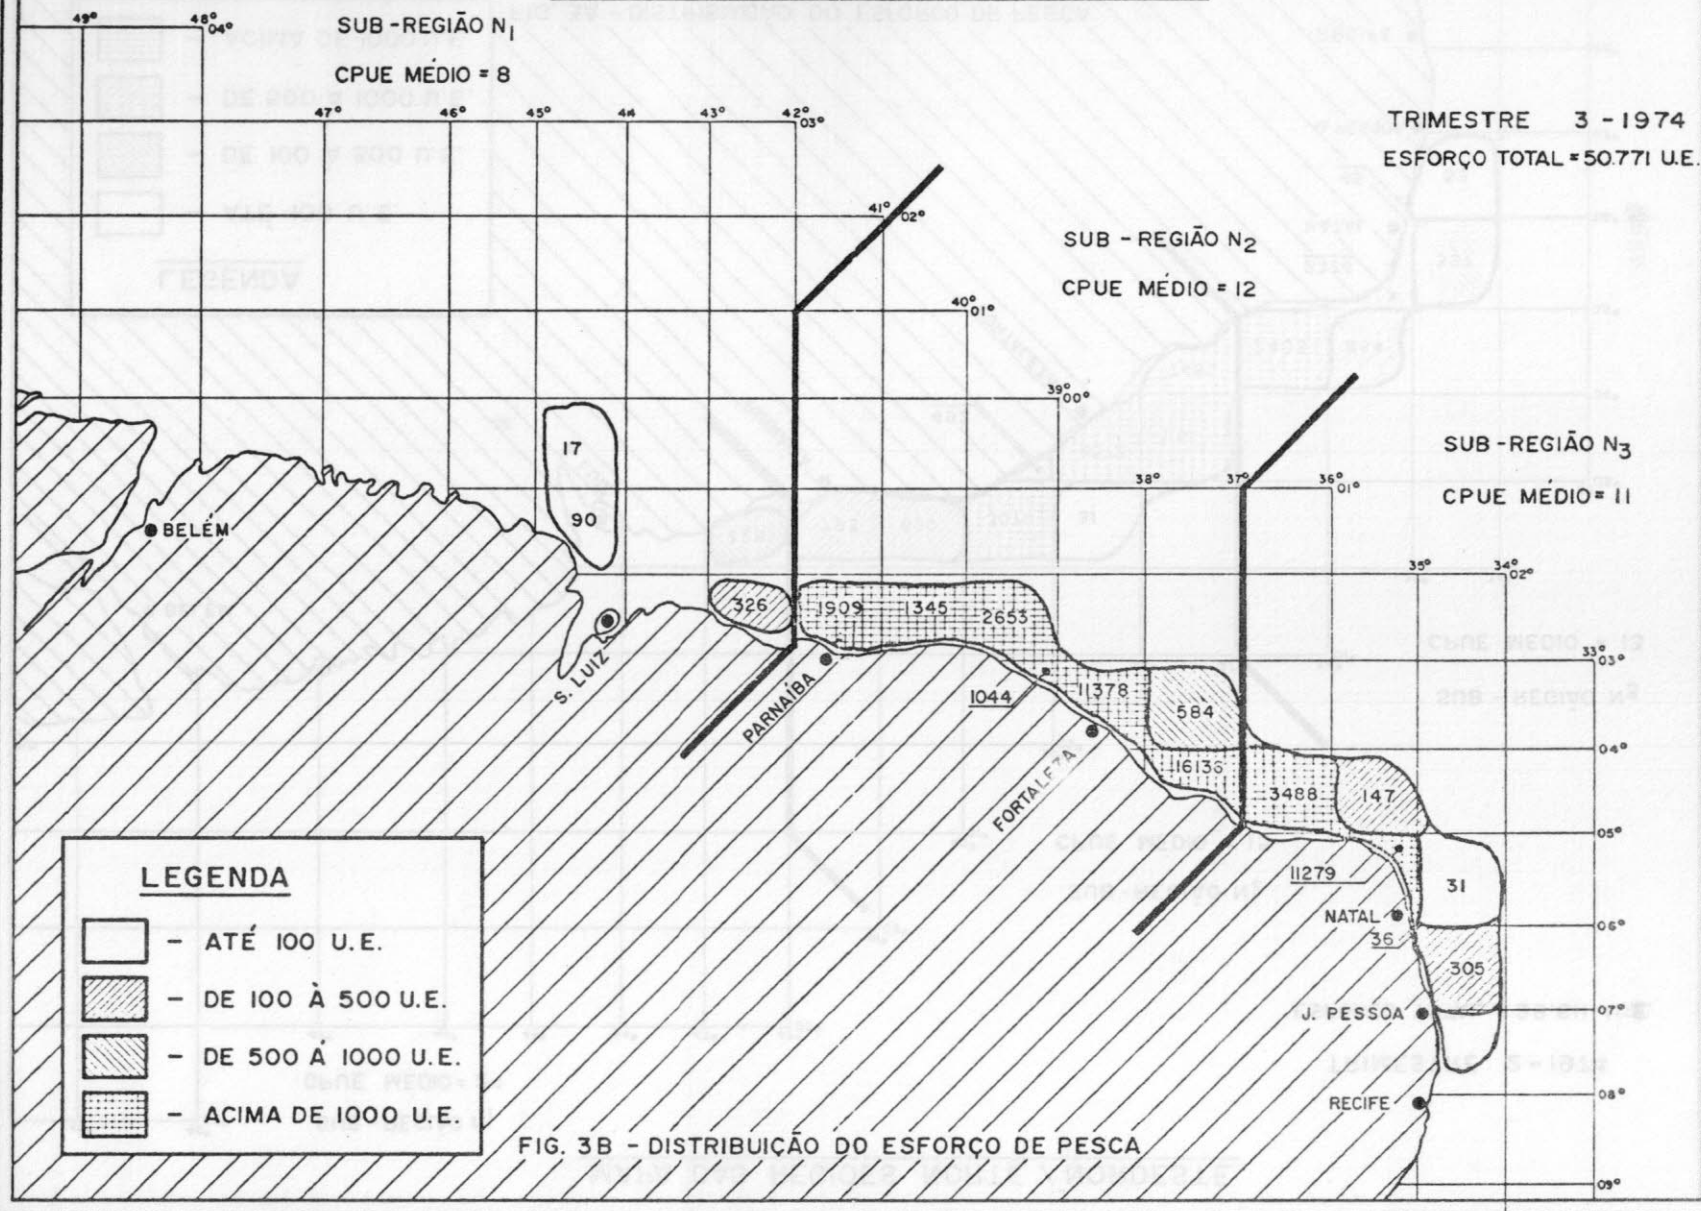 49°
48°
04°
SUB-REGIÃO N1
CPUE MÉDIO = 8
47°
46°
45°
44°
43°
42°
03°
TRIMESTRE 3-1974
ESFORÇO TOTAL = 50.771 U.E.
41°
02°
SUB-REGIÃO N2
CPUE MÉDIO = 12
40°
01°
39°
00°
SUB-REGIÃO N3
CPUE MÉDIO = 11
38°
37°
36°
01°
17
90
BELÉM
35°
34°
02°
326
1909
1345
2653
33°
03°
S. LUIZ
PARNAÍBA
1044
11378
584
04°
FORTALEZA
16136
3488
147
05°
11279
31
NATAL
36
06°
305
J. PESSOA
07°
RECIFE
08°
09°
LEGENDA
- ATÉ 100 U.E.
- DE 100 À 500 U.E.
- DE 500 À 1000 U.E.
- ACIMA DE 1000 U.E.
FIG. 3B - DISTRIBUIÇÃO DO ESFORÇO DE PESCA